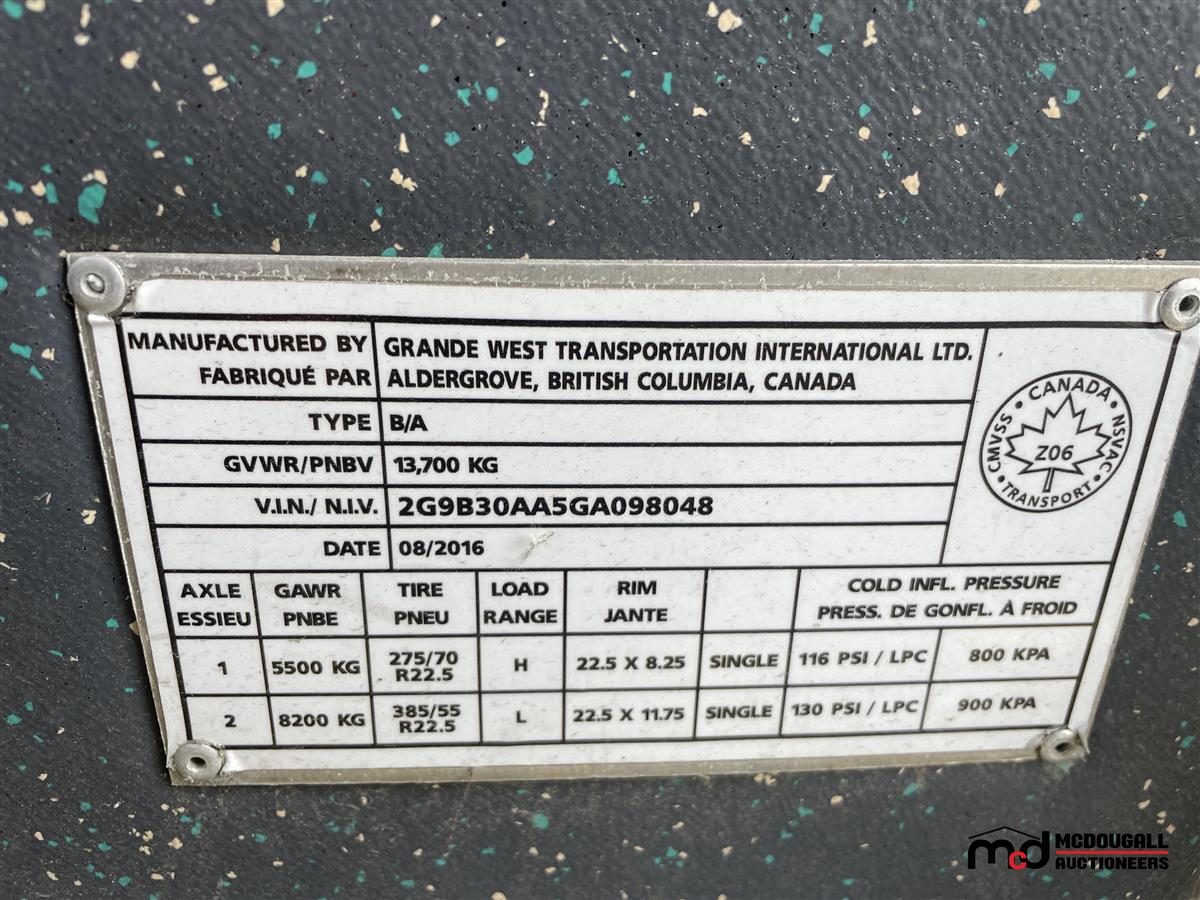 MANUFACTURED BY
FABRIQUÉ PAR
GRANDE WEST TRANSPORTATION INTERNATIONAL LTD.
ALDERGROVE, BRITISH COLUMBIA, CANADA
TYPE B/A
GVWR/PNBV 13,700 KG
V.I.N./ N.I.V. 2G9B30AA5GA098048
DATE 08/2016
CANADA
CMVSS NSVAC
Z06
TRANSPORT
AXLE GAWR TIRE LOAD RIM COLD INFL. PRESSURE
ESSIEU PNBE PNEU RANGE JANTE PRESS. DE GONFL. À FROID
1 5500 KG 275/70 R22.5 H 22.5 X 8.25 SINGLE 116 PSI / LPC 800 KPA
2 8200 KG 385/55 R22.5 L 22.5 X 11.75 SINGLE 130 PSI / LPC 900 KPA
mcd MCDOUGALL
AUCTIONEERS